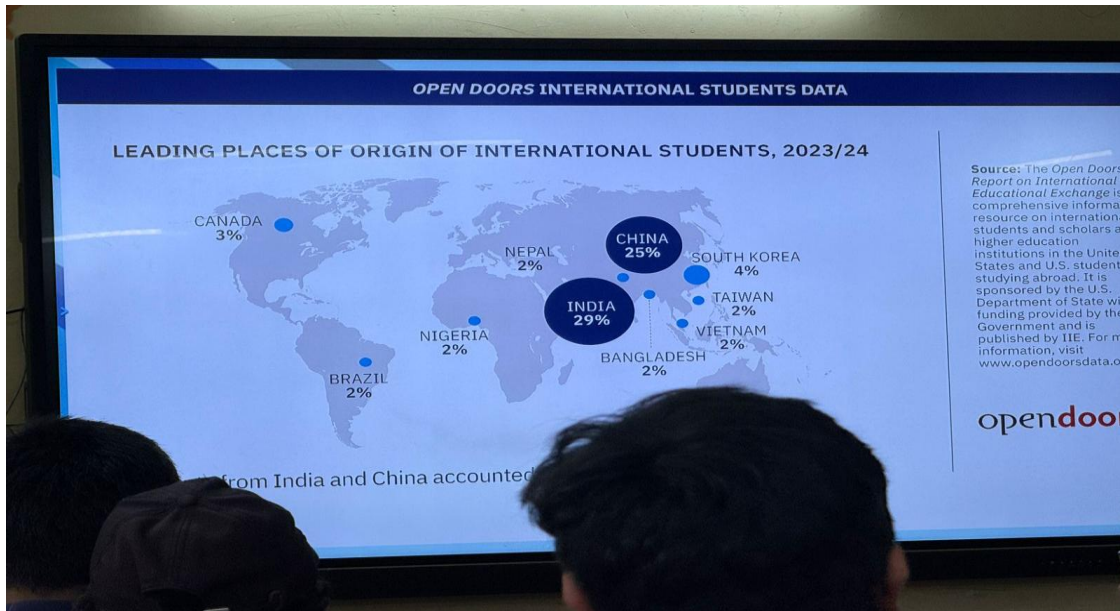 OPEN DOORS INTERNATIONAL STUDENTS DATA
LEADING PLACES OF ORIGIN OF INTERNATIONAL STUDENTS, 2023/24
CANADA
3%
NEPAL
2%
CHINA
25%
SOUTH KOREA
4%
INDIA
29%
TAIWAN
2%
NIGERIA
2%
VIETNAM
2%
BANGLADESH
2%
BRAZIL
2%
from India and China accounted
Source: The Open Doors
Report on International
Educational Exchange is
comprehensive informa
resource on internationa
students and scholars a
higher education
institutions in the Unite
States and U.S. student
studying abroad. It is
sponsored by the U.S.
Department of State wi
funding provided by the
Government and is
published by IIE. For m
information, visit
www.opendoorsdata.o
opendoor